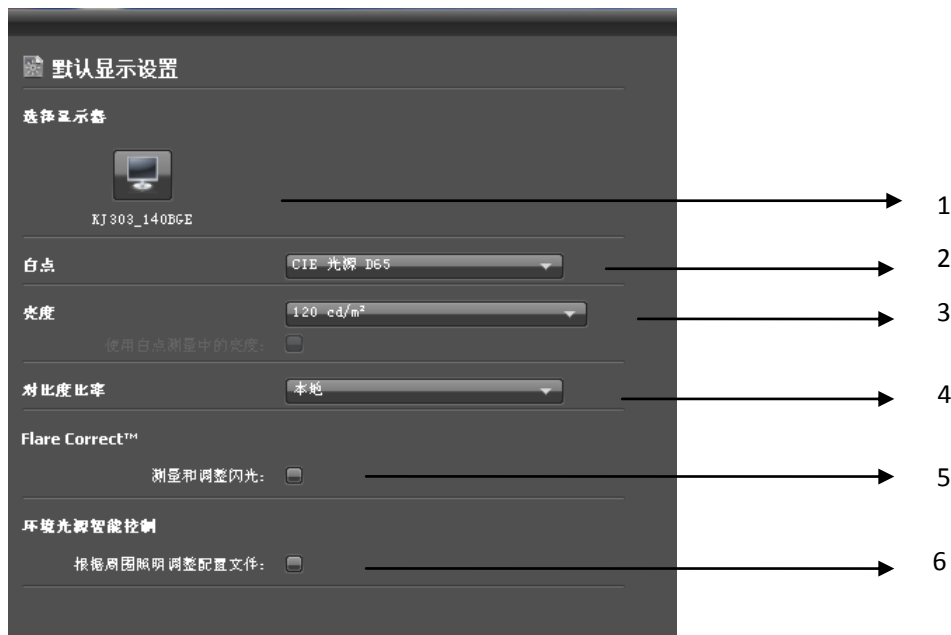 默认显示设置
选择显示器
KJ303_140BGE
1
白点
CIE 光源 D65
2
亮度
120 cd/m²
3
使用白点测量中的亮度:
对比度比率
本地
4
Flare Correct™
测量和调整闪光:
5
环境光源智能控制
根据周围照明调整配置文件:
6